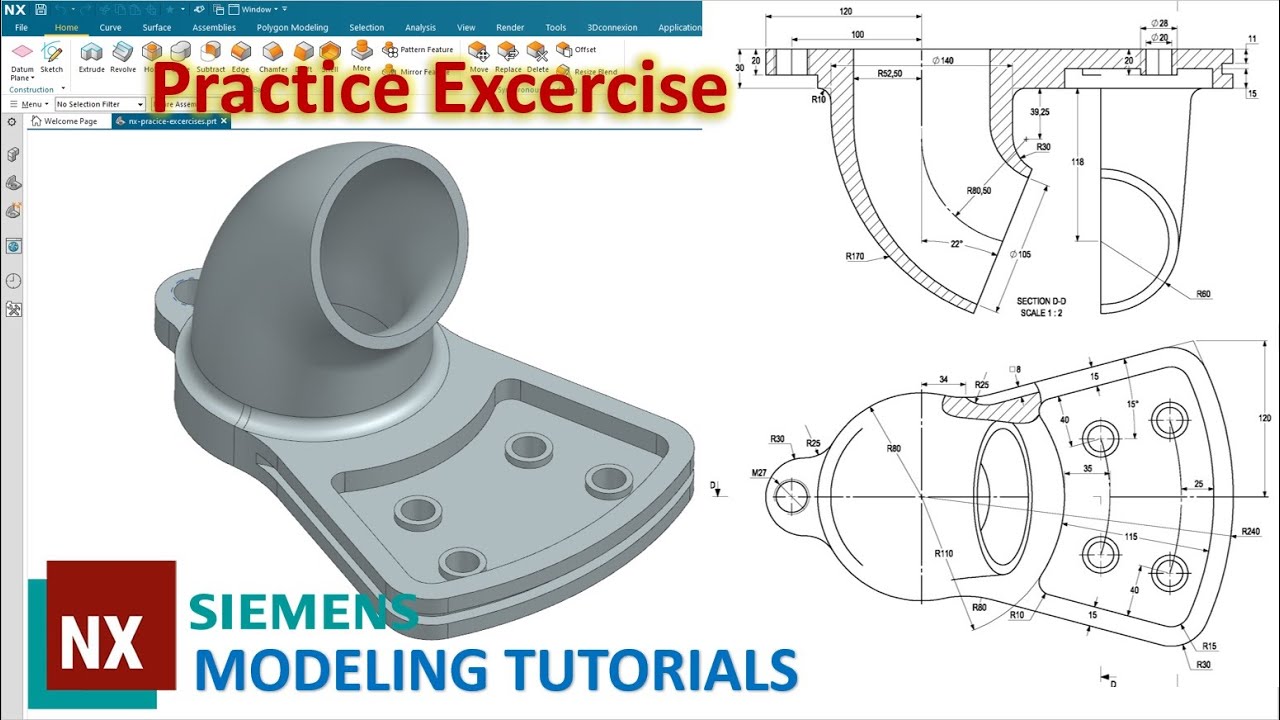 NX
Window
File Home Curve Surface Assemblies Polygon Modeling Selection Analysis View Render Tools 3Dconnexion Application
Datum Plane
Sketch
Extrude
Revolve
Subtract
Edge
Chamfer
More
Pattern Feature
Mirror Feature
Move
Replace
Delete
Offset
Resize Blend
Construction
Practice Excercise
Menu
No Selection Filter
Welcome Page
nx-pracice-excercises.prt
120
100
Ø 140
R52,50
20
30
R10
39,25
R30
R80,50
22°
R170
Ø 105
SECTION D-D
SCALE 1 : 2
Ø 28
Ø 20
20
11
15
118
R60
34
R25
□8
15
40
15°
120
R30
R25
M27
R80
D
35
25
R240
115
R110
40
R80
R10
15
R15
R30
D
NX
SIEMENS
MODELING TUTORIALS